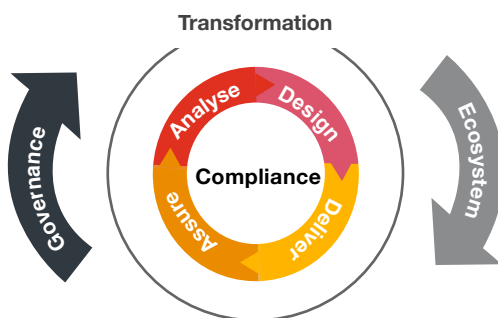 Transformation
Analyse
Design
Governance
Compliance
Ecosystem
Assure
Deliver